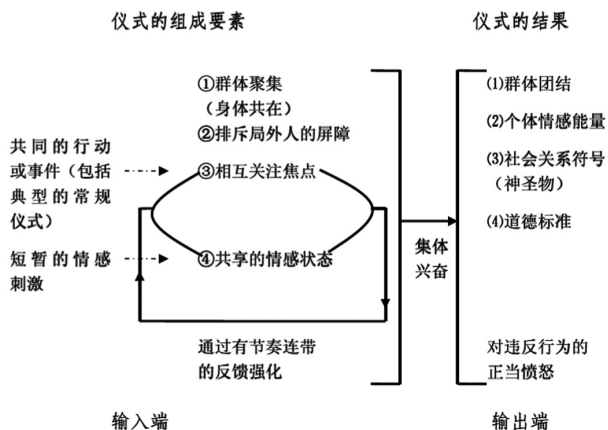 仪式的组成要素
仪式的结果
①群体聚集
（身体共在）
②排斥局外人的屏障
共同的行动
或事件（包括
典型的常规
仪式）
③相互关注焦点
短暂的情感
刺激
④共享的情感状态
通过有节奏连带
的反馈强化
集体
兴奋
⑴群体团结
⑵个体情感能量
⑶社会关系符号
（神圣物）
⑷道德标准
对违反行为的
正当愤怒
输入端
输出端